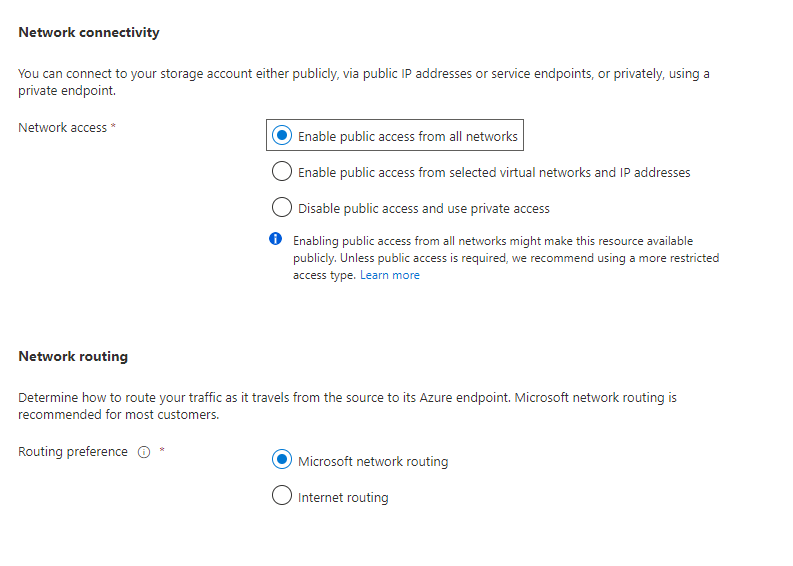 Network connectivity
You can connect to your storage account either publicly, via public IP addresses or service endpoints, or privately, using a
private endpoint.
Network access *
Enable public access from all networks
Enable public access from selected virtual networks and IP addresses
Disable public access and use private access
Enabling public access from all networks might make this resource available
publicly. Unless public access is required, we recommend using a more restricted
access type. Learn more
Network routing
Determine how to route your traffic as it travels from the source to its Azure endpoint. Microsoft network routing is
recommended for most customers.
Routing preference *
Microsoft network routing
Internet routing